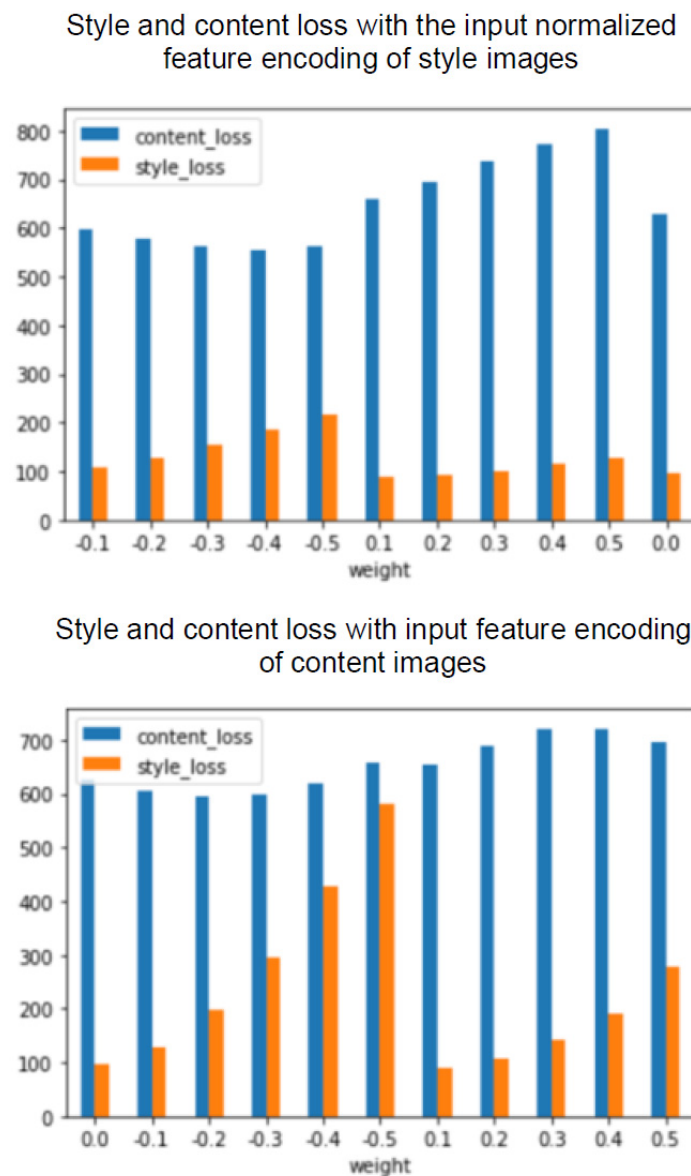 Style and content loss with the input normalized
feature encoding of style images
800
700
600
500
400
300
200
100
0
content_loss
style_loss
-0.1 -0.2 -0.3 -0.4 -0.5 0.1 0.2 0.3 0.4 0.5 0.0
weight
Style and content loss with input feature encoding
of content images
700
600
500
400
300
200
100
0
content_loss
style_loss
0.0 -0.1 -0.2 -0.3 -0.4 -0.5 0.1 0.2 0.3 0.4 0.5
weight